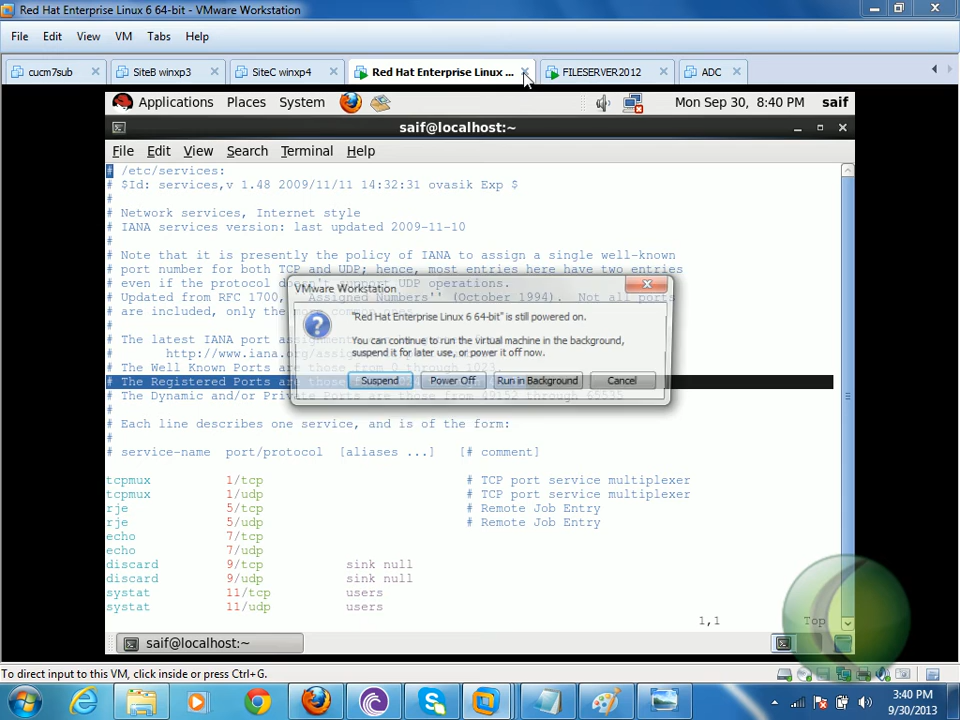 Red Hat Enterprise Linux 6 64-bit - VMware Workstation
File Edit View VM Tabs Help
cucm7sub SiteB winxp3 SiteC winxp4 Red Hat Enterprise Linux ... FILESERVER2012 ADC
Applications Places System Mon Sep 30, 8:40 PM saif
saif@localhost:~
File Edit View Search Terminal Help
# /etc/services:
# $Id: services,v 1.48 2009/11/11 14:32:31 ovasik Exp $
#
# Network services, Internet style
# IANA services version: last updated 2009-11-10
#
# Note that it is presently the policy of IANA to assign a single well-known
# port number for both TCP and UDP; hence, most entries here have two entries
# even if the protocol doesn't support UDP operations.
# Updated from RFC 1700, ``Assigned Numbers'' (October 1994). Not all ports
# are included, only the
#
# The latest IANA port
# http://www.iana.org/
# The Well Known Ports are those from 0 through 1023.
# The Registered Ports are those
# The Dynamic and/or Private Ports are those from 49152 through 65535
#
# Each line describes one service, and is of the form:
#
# service-name port/protocol [aliases ...] [# comment]
VMware Workstation
"Red Hat Enterprise Linux 6 64-bit" is still powered on.
You can continue to run the virtual machine in the background,
suspend it for later use, or power it off now.
Suspend Power Off Run in Background Cancel
tcpmux 1/tcp # TCP port service multiplexer
tcpmux 1/udp # TCP port service multiplexer
rje 5/tcp # Remote Job Entry
rje 5/udp # Remote Job Entry
echo 7/tcp
echo 7/udp
discard 9/tcp sink null
discard 9/udp sink null
systat 11/tcp users
systat 11/udp users
1,1 Top
saif@localhost:~
To direct input to this VM, click inside or press Ctrl+G.
3:40 PM
9/30/2013